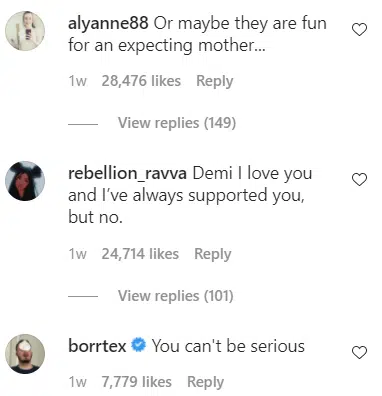 alyanne88 Or maybe they are fun
for an expecting mother...
1w 28,476 likes Reply
View replies (149)
rebellion_ravva Demi I love you
and I’ve always supported you,
but no.
1w 24,714 likes Reply
View replies (101)
borrtex You can't be serious
1w 7,779 likes Reply